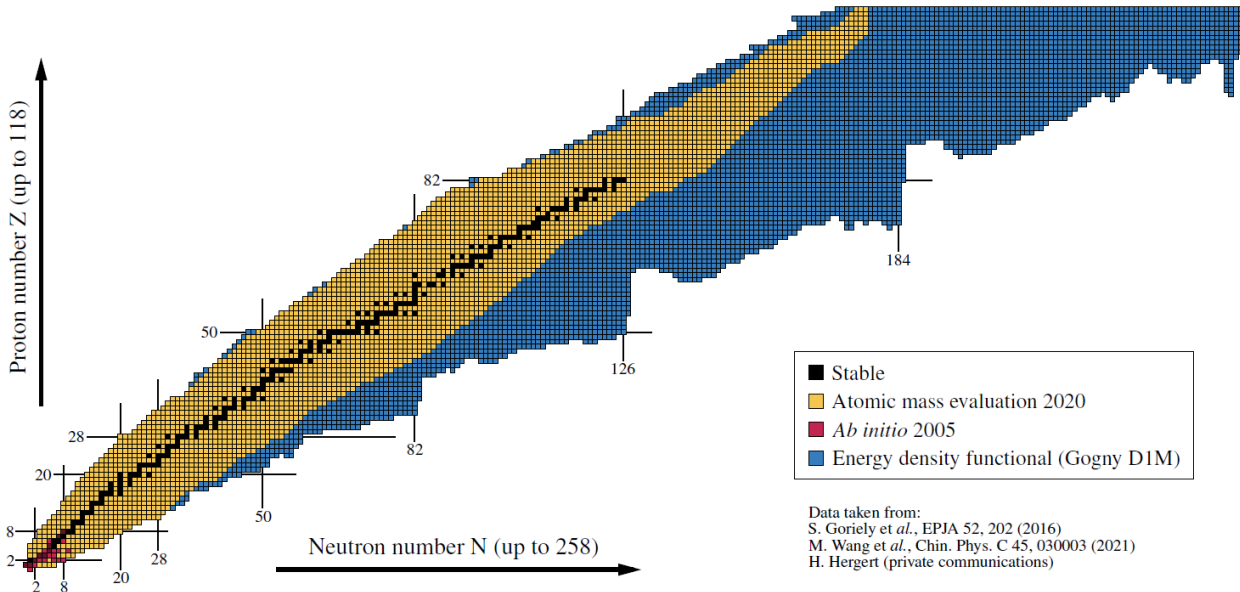 Proton number Z (up to 118)
82
50
28
20
8
2
2
8
20
28
50
82
126
184
Neutron number N (up to 258)
Stable
Atomic mass evaluation 2020
Ab initio 2005
Energy density functional (Gogny D1M)
Data taken from:
S. Goriely et al., EPJA 52, 202 (2016)
M. Wang et al., Chin. Phys. C 45, 030003 (2021)
H. Hergert (private communications)